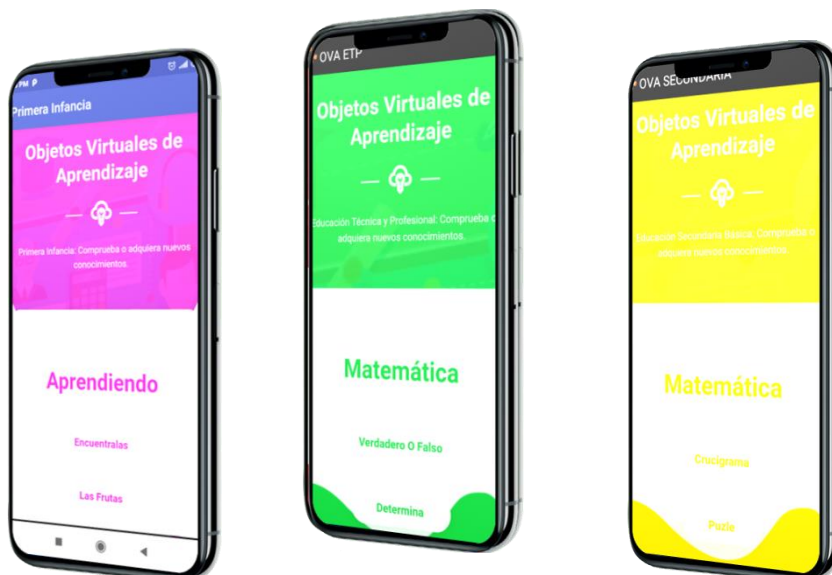 PM
Primera Infancia
Objetos Virtuales de
Aprendizaje
Primera Infancia: Comprueba o adquiera nuevos
conocimientos.
Aprendiendo
Encuentralas
Las Frutas
OVA ETP
Objetos Virtuales de
Aprendizaje
Educación Técnica y Profesional: Comprueba o
adquiera nuevos conocimientos.
Matemática
Verdadero O Falso
Determina
OVA SECUNDARIA
Objetos Virtuales de
Aprendizaje
Educación Secundaria Básica: Comprueba o
adquiera nuevos conocimientos.
Matemática
Crucigrama
Puzle